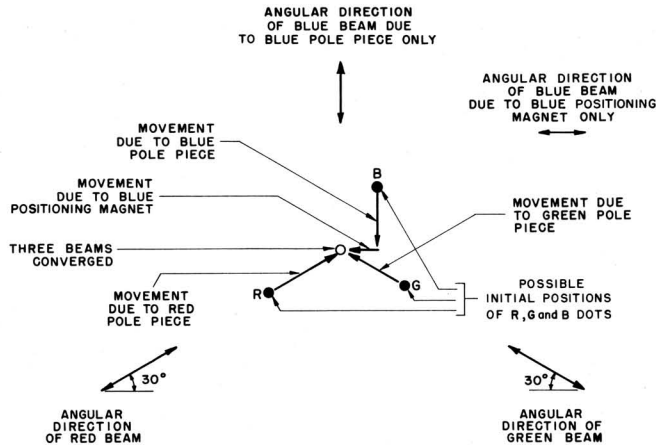 ANGULAR DIRECTION
OF BLUE BEAM DUE
TO BLUE POLE PIECE ONLY
ANGULAR DIRECTION
OF BLUE BEAM
DUE TO BLUE POSITIONING
MAGNET ONLY
MOVEMENT
DUE TO BLUE
POLE PIECE
B
MOVEMENT
DUE TO BLUE
POSITIONING MAGNET
MOVEMENT DUE
TO GREEN POLE
PIECE
THREE BEAMS
CONVERGED
R
G
MOVEMENT
DUE TO RED
POLE PIECE
POSSIBLE
INITIAL POSITIONS
OF R,G and B DOTS
30°
30°
ANGULAR
DIRECTION
OF RED BEAM
ANGULAR
DIRECTION OF
GREEN BEAM